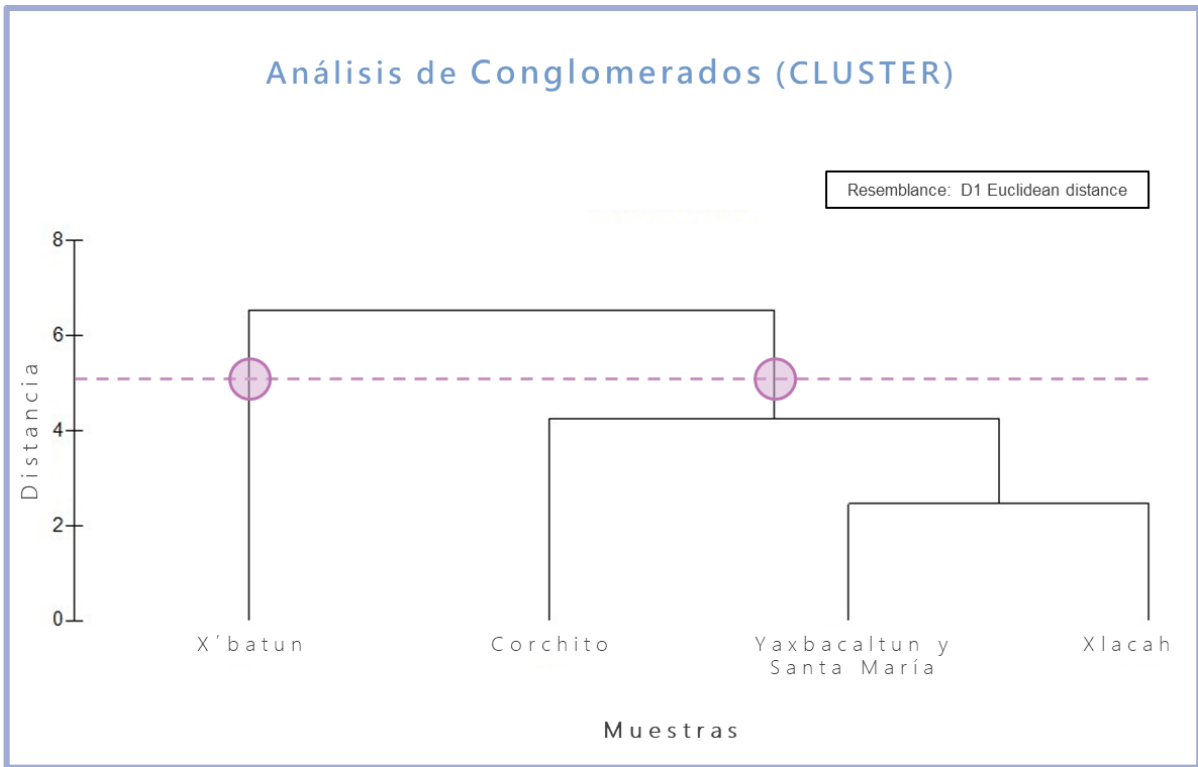 Análisis de Conglomerados (CLUSTER)
Resemblance: D1 Euclidean distance
8
6
4
2
0
Distancia
X´batun
Corchito
Yaxbacaltun y
Santa María
Xlacah
Muestras